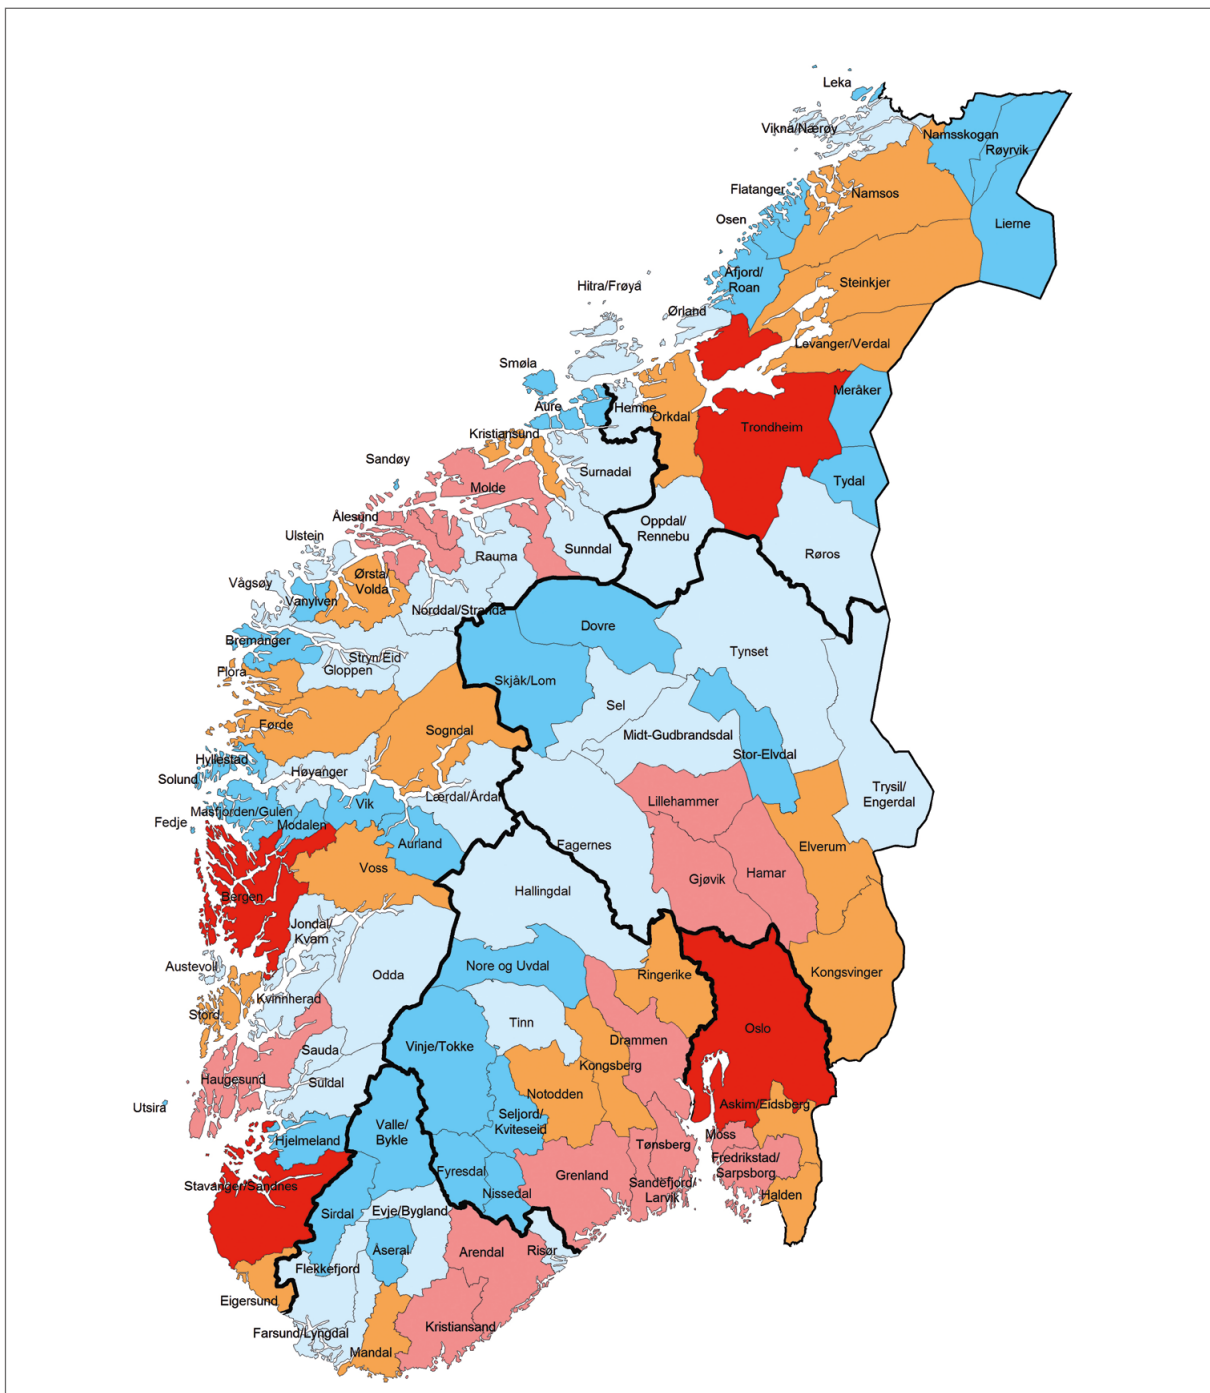 Leka
Vikna/Nærøy
Namsskogan
Røyrvik
Flatanger
Namsos
Osen
Lierne
Åfjord/
Roan
Steinkjer
Hitra/Frøya
Ørland
Levanger/Verdal
Smøla
Meråker
Aure
Hemne
Orkdal
Trondheim
Kristiansund
Sandøy
Surnadal
Tydal
Molde
Ålesund
Oppdal/
Rennebu
Ulstein
Rauma
Sunndal
Røros
Ørsta/
Volda
Vågsøy
Vanylven
Norddal/Stranda
Dovre
Bremanger
Tynset
Stryn/Eid
Gloppen
Flora
Skjåk/Lom
Sel
Førde
Sogndal
Midt-Gudbrandsdal
Stor-Elvdal
Hyllestad
Høyanger
Solund
Trysil/
Engerdal
Lærdal/Årdal
Lillehammer
Vik
Masfjorden/Gulen
Fedje
Modalen
Aurland
Fagernes
Elverum
Voss
Hamar
Gjøvik
Bergen
Hallingdal
Jondal/
Kvam
Austevoll
Odda
Nore og Uvdal
Ringerike
Kongsvinger
Kvinnherad
Stord
Tinn
Oslo
Drammen
Sauda
Vinje/Tokke
Kongsberg
Haugesund
Suldal
Notodden
Utsira
Askim/Eidsberg
Seljord/
Kviteseid
Valle/
Bykle
Hjelmeland
Moss
Tønsberg
Fredrikstad/
Sarpsborg
Fyresdal
Grenland
Stavanger/Sandnes
Sandefjord/
Larvik
Nissedal
Halden
Evje/Bygland
Sirdal
Åseral
Arendal
Risør
Flekkefjord
Eigersund
Kristiansand
Farsund/Lyngdal
Mandal